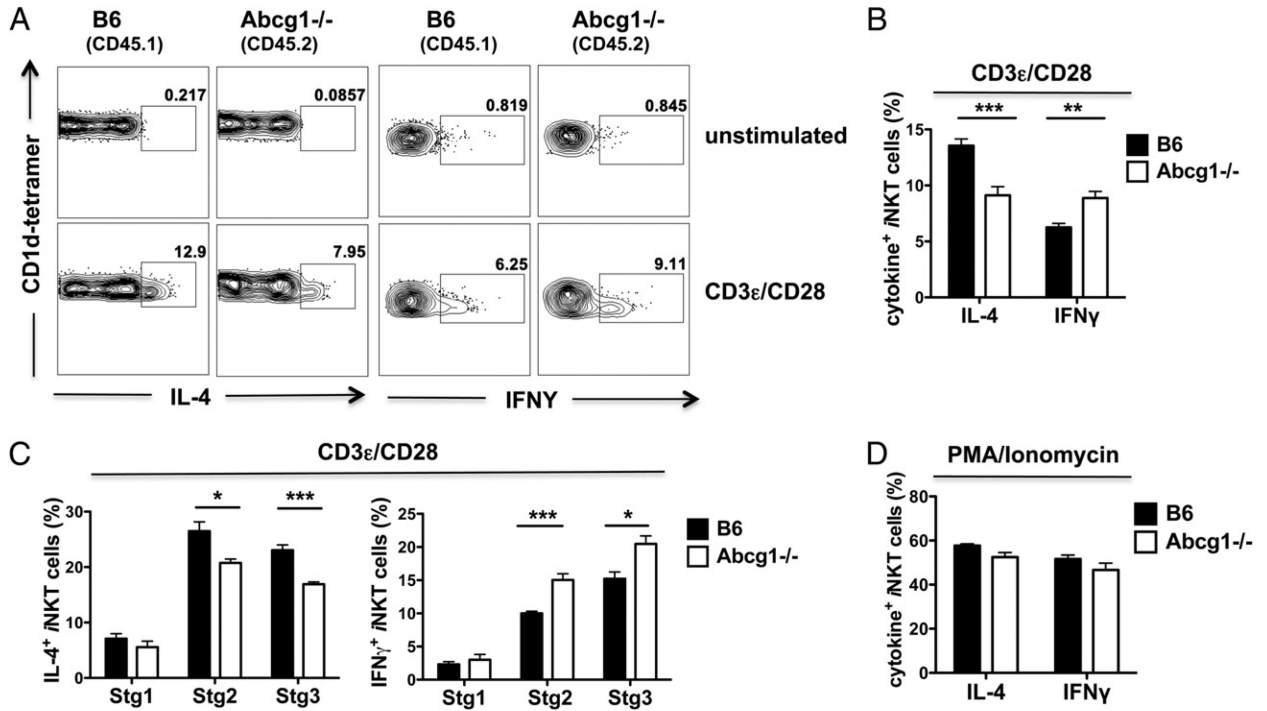 A
B6
(CD45.1)
Abcg1-/-
(CD45.2)
B6
(CD45.1)
Abcg1-/-
(CD45.2)
CD1d-tetramer
0.217
0.0857
0.819
0.845
unstimulated
12.9
7.95
6.25
9.11
CD3ε/CD28
IL-4
IFNY
B
CD3ε/CD28
***
**
cytokine+ iNKT cells (%)
15
10
5
0
IL-4
IFNγ
B6
Abcg1-/-
C
CD3ε/CD28
IL-4+ iNKT cells (%)
30
20
10
0
*
***
Stg1
Stg2
Stg3
IFNγ+ iNKT cells (%)
25
20
15
10
5
0
***
*
Stg1
Stg2
Stg3
B6
Abcg1-/-
D
PMA/Ionomycin
cytokine+ iNKT cells (%)
80
60
40
20
0
IL-4
IFNγ
B6
Abcg1-/-